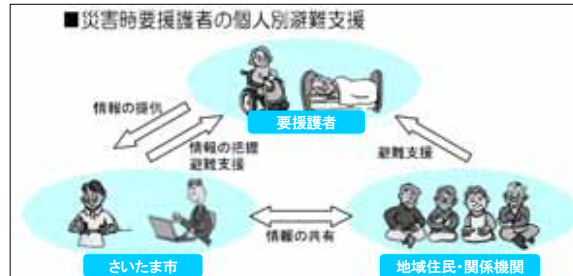 ■災害時要援護者の個人別避難支援
要援護者
情報の提供
情報の把握
避難支援
避難支援
情報の共有
さいたま市
地域住民・関係機関